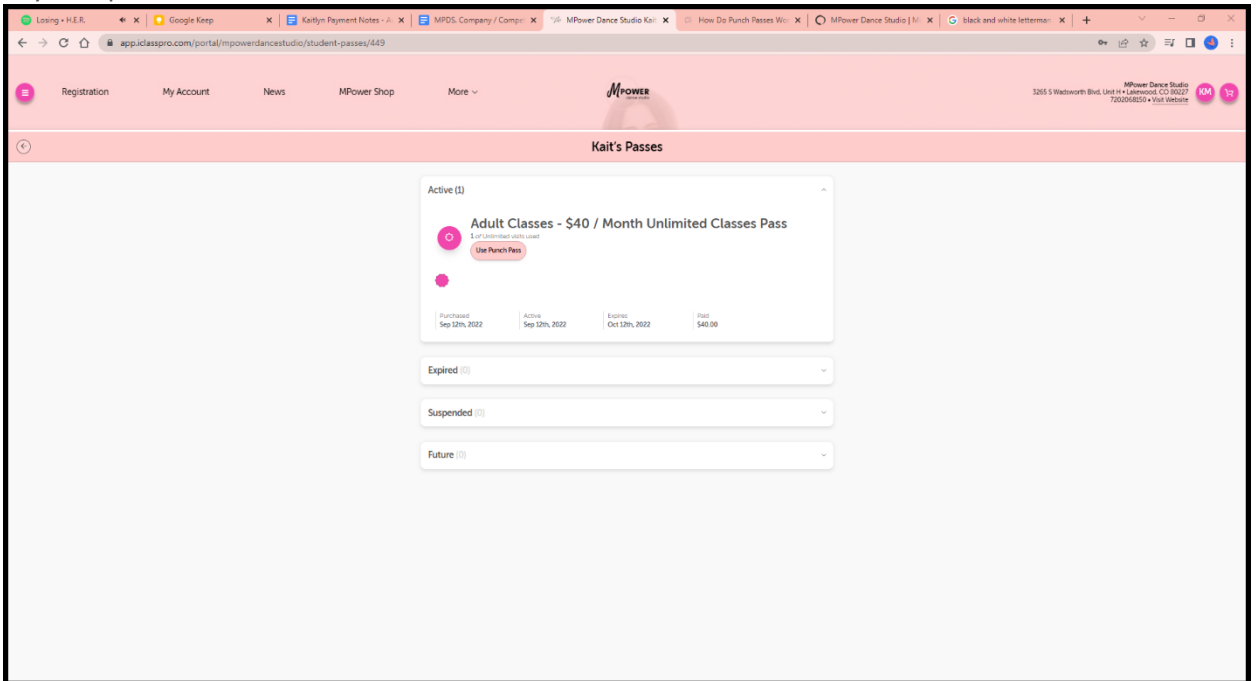 Losing • H.E.R.
Google Keep
Kaitlyn Payment Notes - A
MPDS. Company / Compe
MPower Dance Studio Kait
How Do Punch Passes Wo
MPower Dance Studio | M
black and white letterman
app.iclasspro.com/portal/mpowerdancestudio/student-passes/449
Registration My Account News MPower Shop More
MPOWER
dance studio
MPower Dance Studio
3265 S Wadsworth Blvd, Unit H • Lakewood, CO 80227
7202068150 • Visit Website
KM
Kait's Passes
Active (1)
Adult Classes - $40 / Month Unlimited Classes Pass
1 of Unlimited visits used
Use Punch Pass
Purchased Active Expires Paid
Sep 12th, 2022 Sep 12th, 2022 Oct 12th, 2022 $40.00
Expired (0)
Suspended (0)
Future (0)